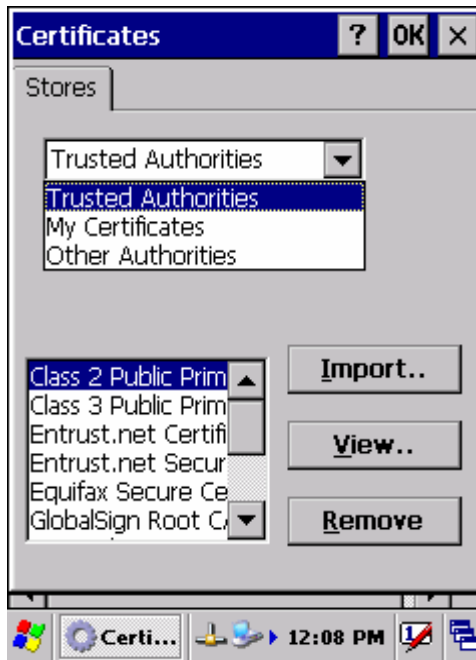 Certificates ? OK ×
Stores
Trusted Authorities
Trusted Authorities
My Certificates
Other Authorities
Class 2 Public Prim
Class 3 Public Prim
Entrust.net Certifi
Entrust.net Secur
Equifax Secure Ce
GlobalSign Root C
Import..
View..
Remove
Certi... 12:08 PM